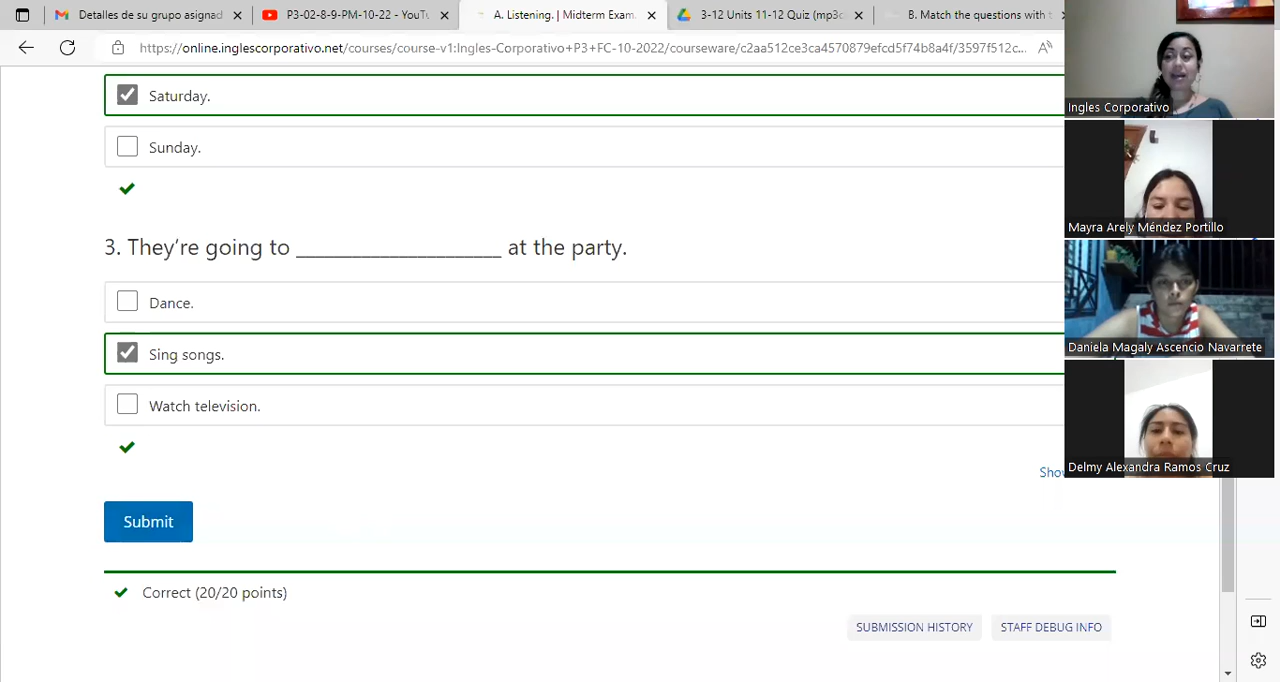 Detalles de su grupo asignad
P3-02-8-9-PM-10-22 - YouTu
A. Listening. | Midterm Exam.
3-12 Units 11-12 Quiz (mp3c
B. Match the questions with t
https://online.inglescorporativo.net/courses/course-v1:Ingles-Corporativo+P3+FC-10-2022/courseware/c2aa512ce3ca4570879efcd5f74b8a4f/3597f512c...
Saturday.
Sunday.
3. They’re going to ____________________ at the party.
Dance.
Sing songs.
Watch television.
Sho
Submit
Correct (20/20 points)
SUBMISSION HISTORY
STAFF DEBUG INFO
Ingles Corporativo
Mayra Arely Méndez Portillo
Daniela Magaly Ascencio Navarrete
Delmy Alexandra Ramos Cruz